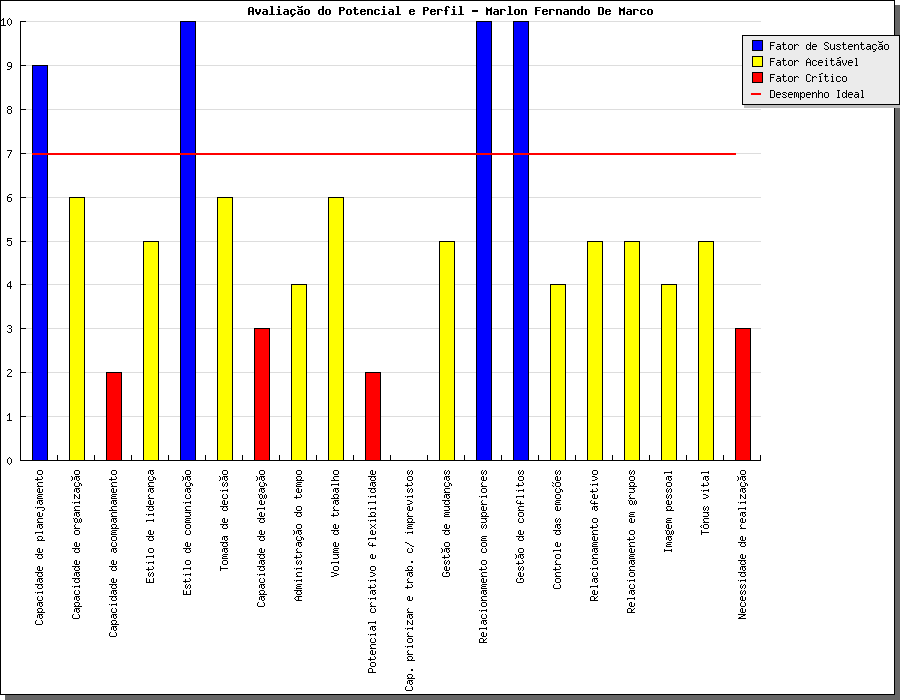 Avaliação do Potencial e Perfil - Marlon Fernando De Marco
Fator de Sustentação
Fator Aceitável
Fator Crítico
Desempenho Ideal
10
9
8
7
6
5
4
3
2
1
0
Capacidade de planejamento
Capacidade de organização
Capacidade de acompanhamento
Estilo de liderança
Estilo de comunicação
Tomada de decisão
Capacidade de delegação
Administração do tempo
Volume de trabalho
Potencial criativo e flexibilidade
Cap. priorizar e trab. c/ imprevistos
Gestão de mudanças
Relacionamento com superiores
Gestão de conflitos
Controle das emoções
Relacionamento afetivo
Relacionamento em grupos
Imagem pessoal
Tônus vital
Necessidade de realização